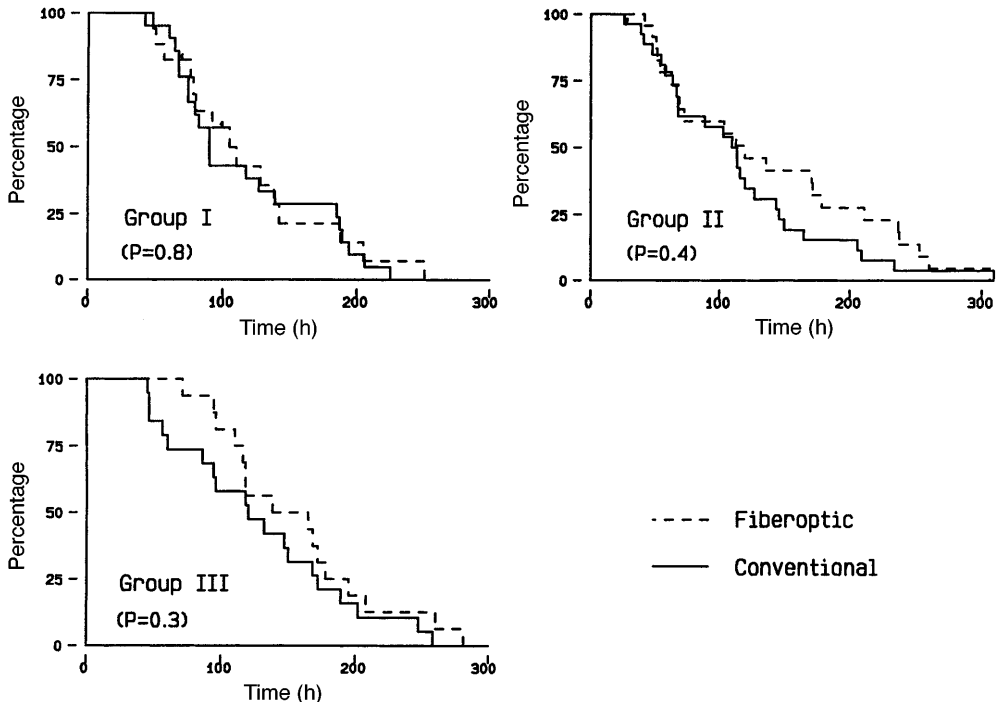 100
75
50
25
0
Percentage
Group I
(P=0.8)
0 100 200 300
Time (h)
100
75
50
25
0
Percentage
Group II
(P=0.4)
0 100 200 300
Time (h)
100
75
50
25
0
Percentage
Group III
(P=0.3)
0 100 200 300
Time (h)
Fiberoptic
Conventional